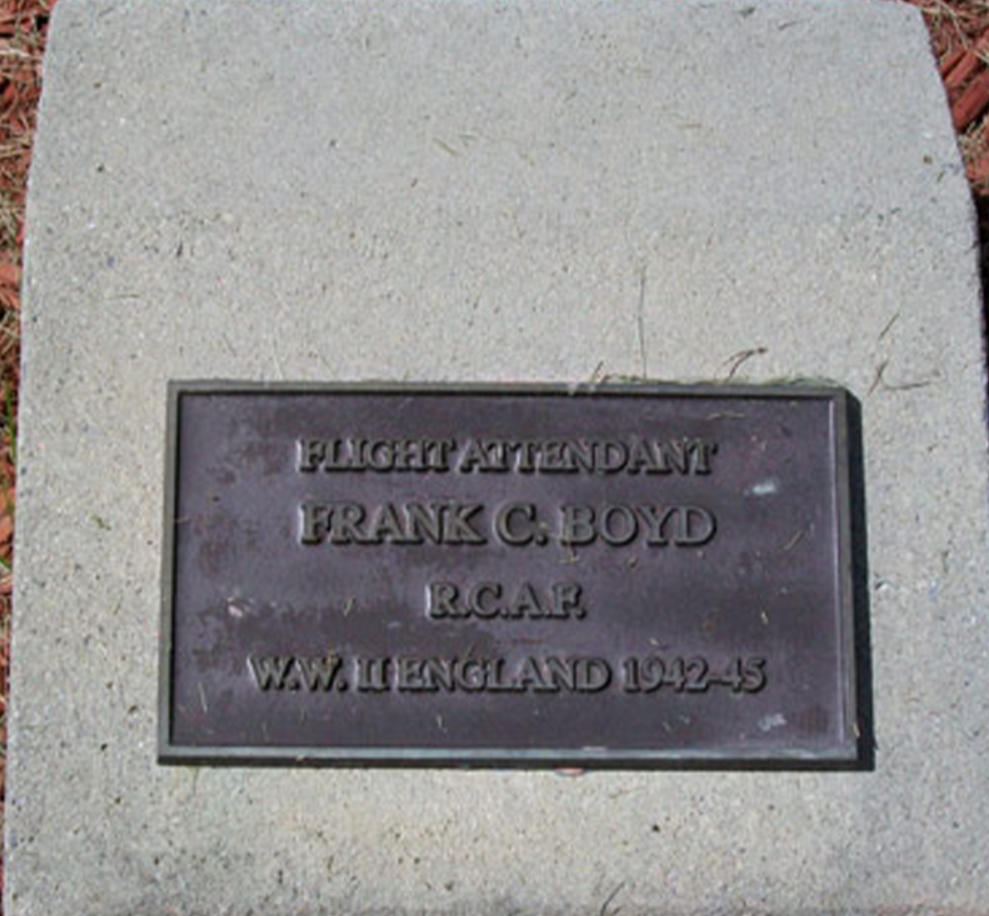 FLIGHT ATTENDANT
FRANK C. BOYD
R.C.A.F.
W.W. II ENGLAND 1942-45